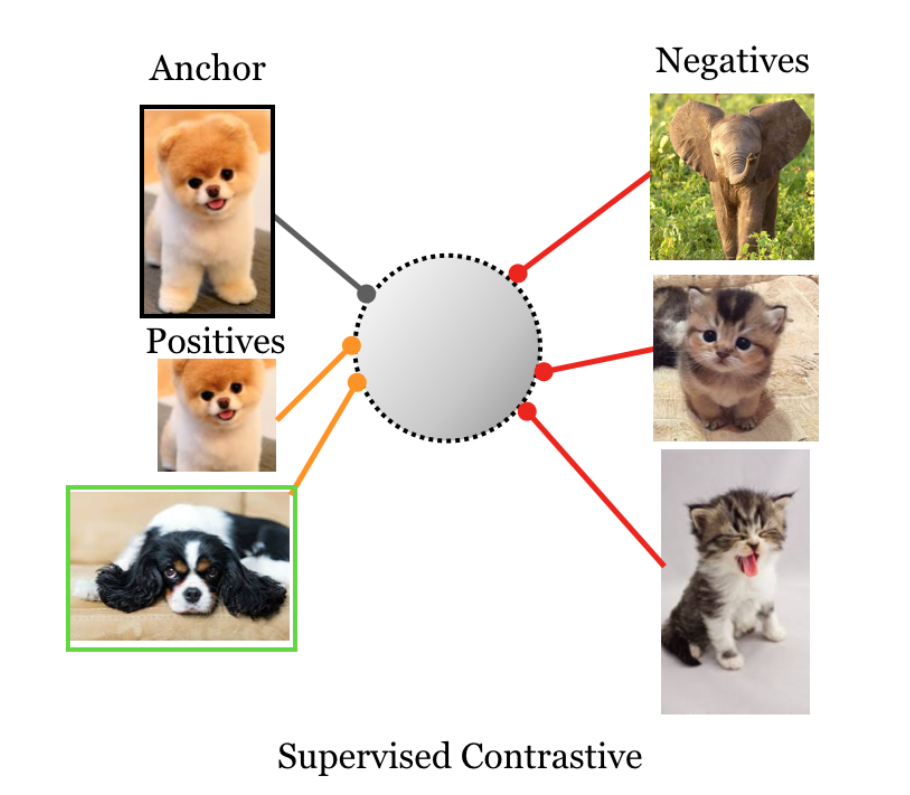 Anchor
Negatives
Positives
Supervised Contrastive